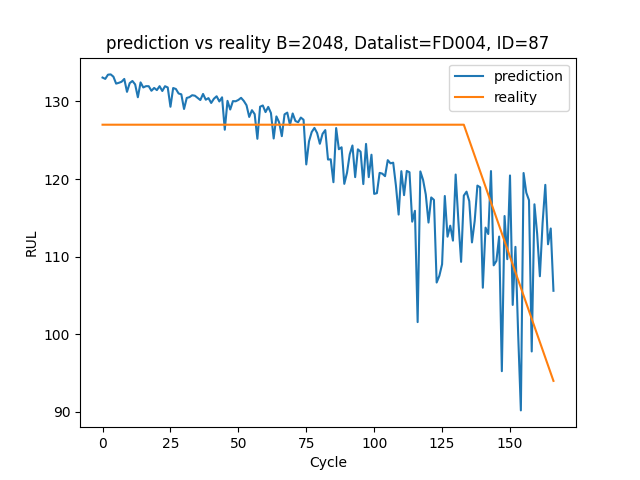 prediction vs reality B=2048, Datalist=FD004, ID=87
prediction
reality
130
120
110
100
90
RUL
0 25 50 75 100 125 150
Cycle